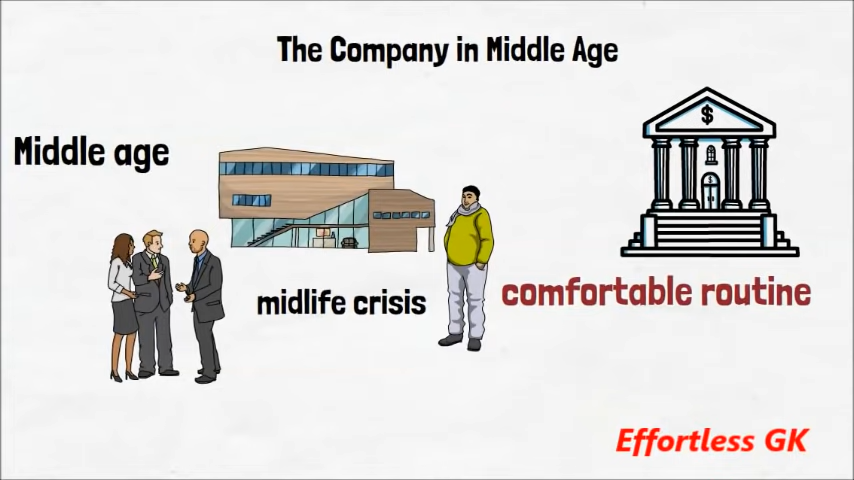 The Company in Middle Age
$
Middle age
$
midlife crisis
comfortable routine
Effortless GK